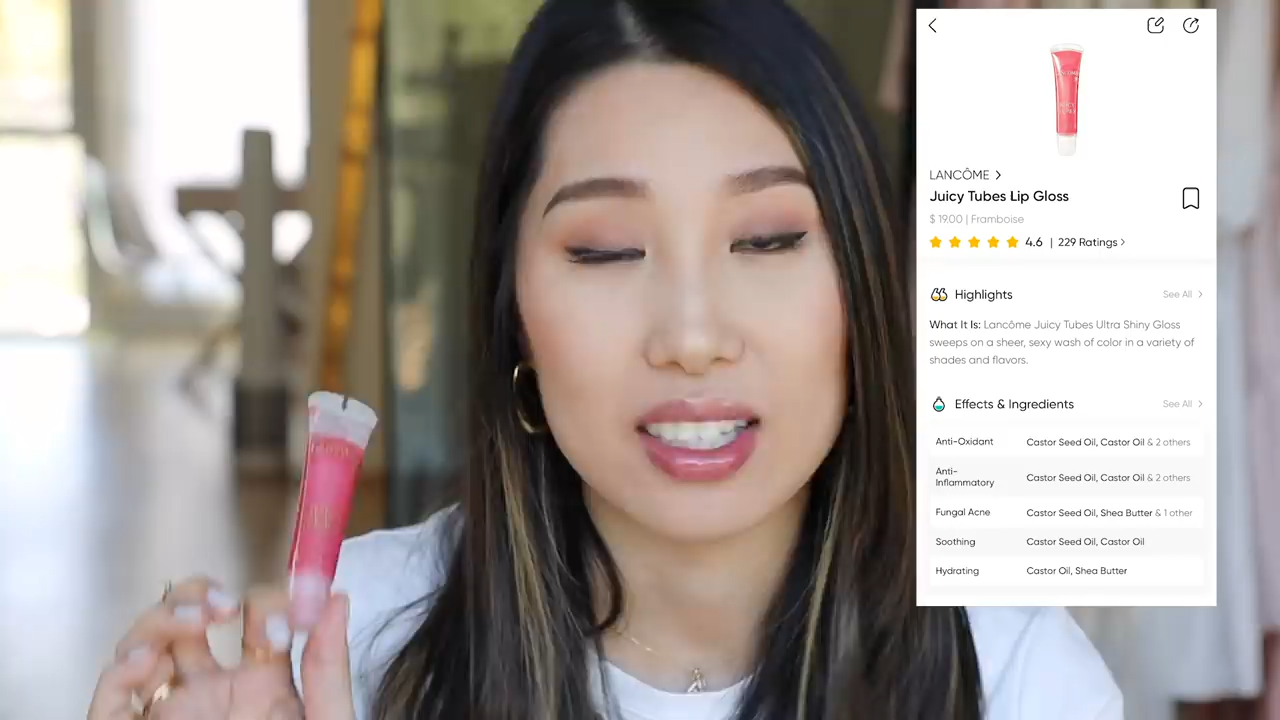 LANCÔME
Juicy Tubes Lip Gloss
$ 19.00 | Framboise
4.6 | 229 Ratings
Highlights
See All
What It Is: Lancôme Juicy Tubes Ultra Shiny Gloss
sweeps on a sheer, sexy wash of color in a variety of
shades and flavors.
Effects & Ingredients
See All
Anti-Oxidant
Castor Seed Oil, Castor Oil & 2 others
Anti-
Inflammatory
Castor Seed Oil, Castor Oil & 2 others
Fungal Acne
Castor Seed Oil, Shea Butter & 1 other
Soothing
Castor Seed Oil, Castor Oil
Hydrating
Castor Oil, Shea Butter